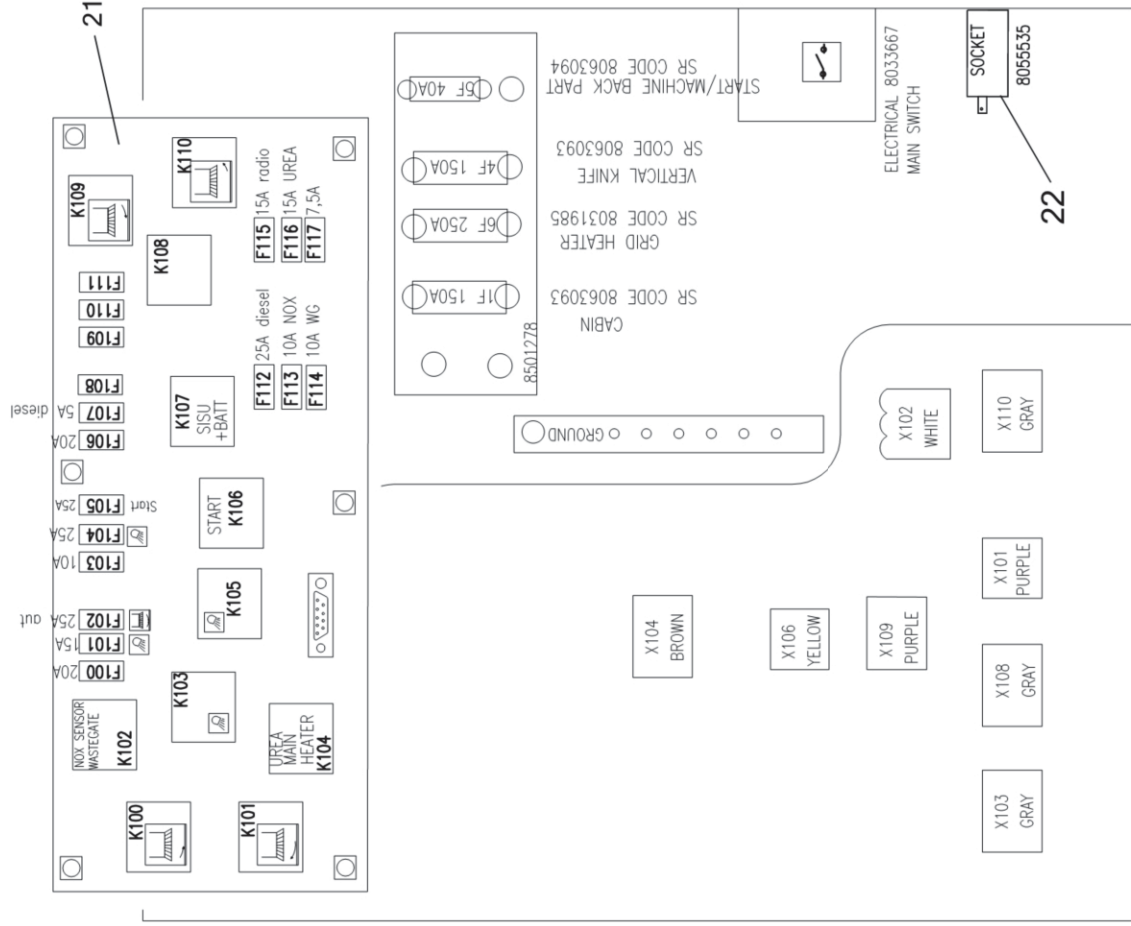 21
K109
K110
F111
F110
F109
K108
F115 15A radio
F116 15A UREA
F117 7,5A
F108
5A diesel F107
20A F106
K107
SISU
+BATT
F112 25A diesel
F113 10A NOX
F114 10A WG
25A F105 Start
25A F104
10A F103
START
K106
aut 25A F102
15A F101
20A F100
K105
K103
NOX SENSOR
WASTEGATE
K102
UREA
MAIN
HEATER
K104
K100
K101
5F 40A
START/MACHINE BACK PART
SR CODE 8063094
4F 150A
VERTICAL KNIFE
SR CODE 8063093
6F 250A
GRID HEATER
SR CODE 8031985
1F 150A
CABIN
SR CODE 8063093
8501278
GROUND
ELECTRICAL 8033667
MAIN SWITCH
SOCKET
8055535
22
X102
WHITE
X110
GRAY
X104
BROWN
X106
YELLOW
X109
PURPLE
X101
PURPLE
X108
GRAY
X103
GRAY